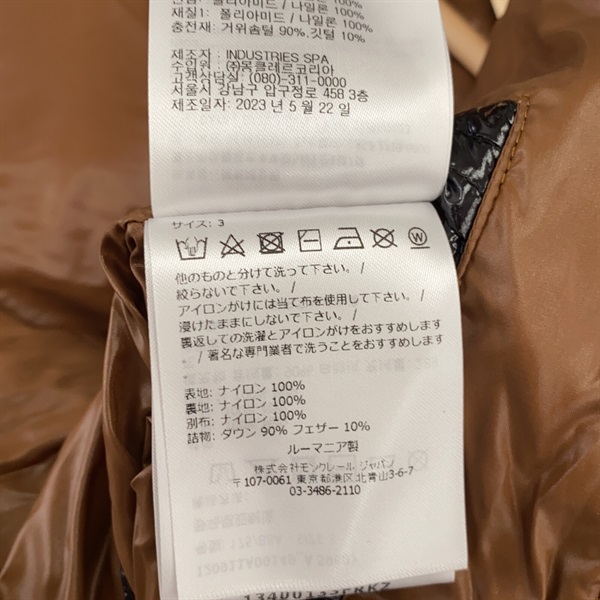 재질1: 폴리아미드 / 나일론 100%
충전재: 거위솜털 90%,깃털 10%
제조자 : INDUSTRIES SPA
수입원 : ㈜몽클레르코리아
고객상담실: (080)-311-0000
서울시 강남구 압구정로 458 3층
제조일자: 2023 년 5 월 22 일
サイズ: 3
他のものと分けて洗って下さい。/
絞らないで下さい。/
アイロンがけには当て布を使用して下さい。/
浸けたままにしないで下さい。/
裏返しての洗濯とアイロンがけをおすすめします
。/ 著名な専門業者で洗うことをおすすめします
表地: ナイロン 100%
裏地: ナイロン 100%
別布: ナイロン 100%
詰物: ダウン 90% フェザー 10%
ルーマニア製
株式会社モンクレール ジャパン
〒107-0061 東京都港区北青山3-6-7
03-3486-2110